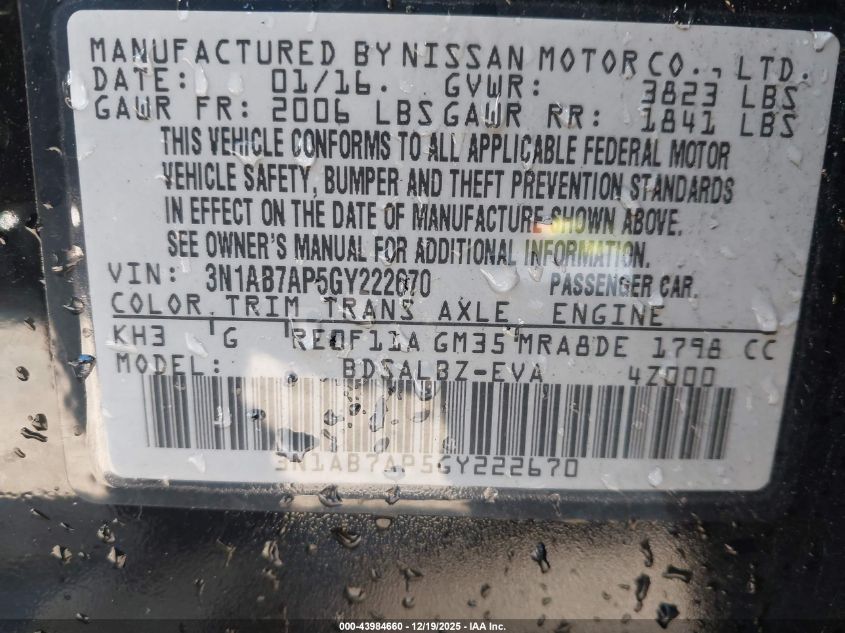 MANUFACTURED BY NISSAN MOTOR CO., LTD.
DATE: 01/16. GVWR: 3823 LBS
GAWR FR: 2006 LBS GAWR RR: 1841 LBS
THIS VEHICLE CONFORMS TO ALL APPLICABLE FEDERAL MOTOR
VEHICLE SAFETY, BUMPER AND THEFT PREVENTION STANDARDS
IN EFFECT ON THE DATE OF MANUFACTURE SHOWN ABOVE.
SEE OWNER'S MANUAL FOR ADDITIONAL INFORMATION.
VIN: 3N1AB7AP5GY222670 PASSENGER CAR.
COLOR TRIM TRANS AXLE ENGINE
KH3 G RE0F11A GM35 MRA8DE 1798 CC
MODEL: BDSALBZ-EVA 4Z000
3N1AB7AP5GY222670
000-43984660 - 12/19/2025 - IAA Inc.